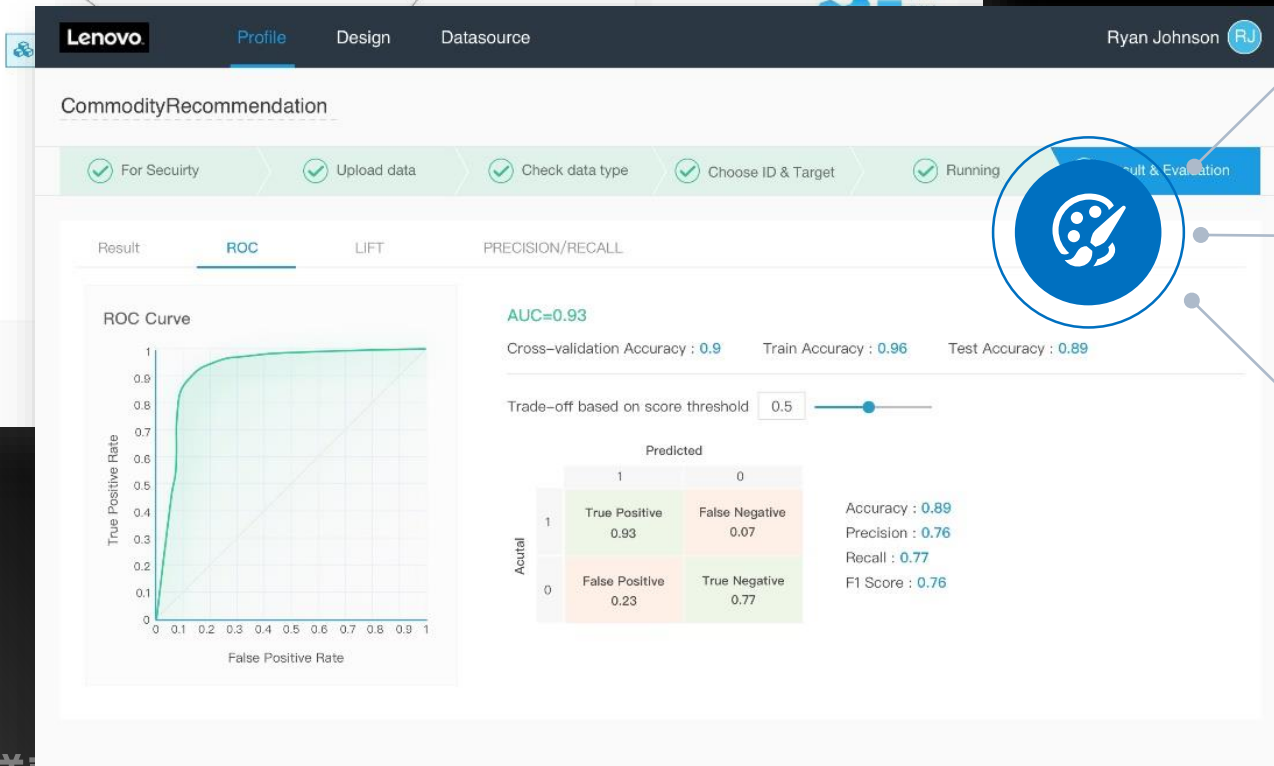 Lenovo.
Profile Design Datasource
Ryan Johnson RJ
CommodityRecommendation
For Secuirty Upload data Check data type Choose ID & Target Running & Evaluation
Result ROC LIFT PRECISION/RECALL
ROC Curve
1
0.9
0.8
0.7
0.6
0.5
0.4
0.3
0.2
0.1
0
True Positive Rate
0 0.1 0.2 0.3 0.4 0.5 0.6 0.7 0.8 0.9 1
False Positive Rate
AUC=0.93
Cross-validation Accuracy : 0.9 Train Accuracy : 0.96 Test Accuracy : 0.89
Trade-off based on score threshold 0.5
Predicted
1 0
Acutal
1 True Positive False Negative
0.93 0.07
0 False Positive True Negative
0.23 0.77
Accuracy : 0.89
Precision : 0.76
Recall : 0.77
F1 Score : 0.76